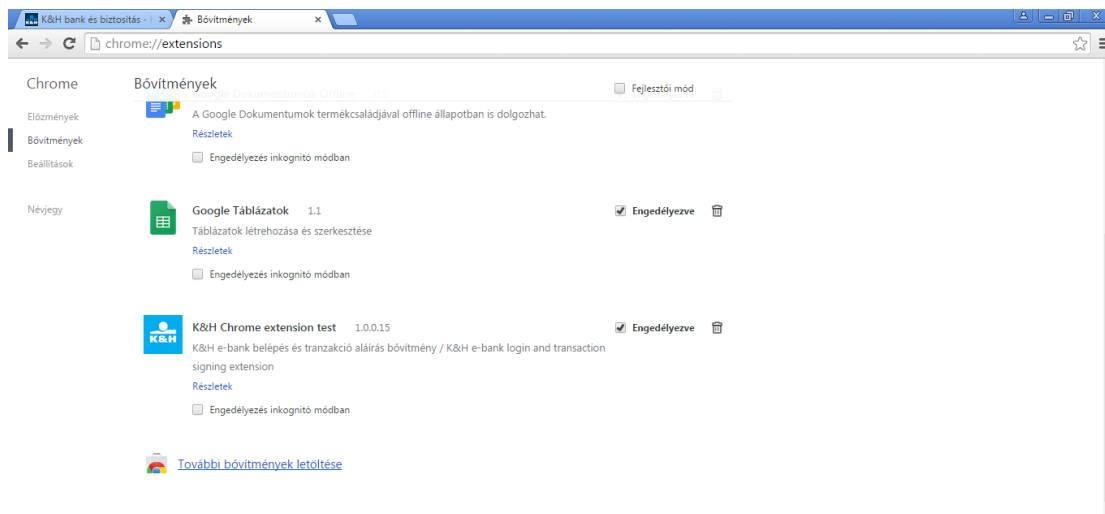 K&H bank és biztosítás - 
Bővítmények
chrome://extensions
Chrome
Előzmények
Bővítmények
Beállítások
Névjegy
Bővítmények
Fejlesztői mód
Google Dokumentumok Offline
A Google Dokumentumok termékcsaládjával offline állapotban is dolgozhat.
Részletek
Engedélyezés inkognitó módban
Google Táblázatok 1.1
Engedélyezve
Táblázatok létrehozása és szerkesztése
Részletek
Engedélyezés inkognitó módban
K&H
K&H Chrome extension test 1.0.0.15
Engedélyezve
K&H e-bank belépés és tranzakció aláírás bővítmény / K&H e-bank login and transaction
signing extension
Részletek
Engedélyezés inkognitó módban
További bővítmények letöltése